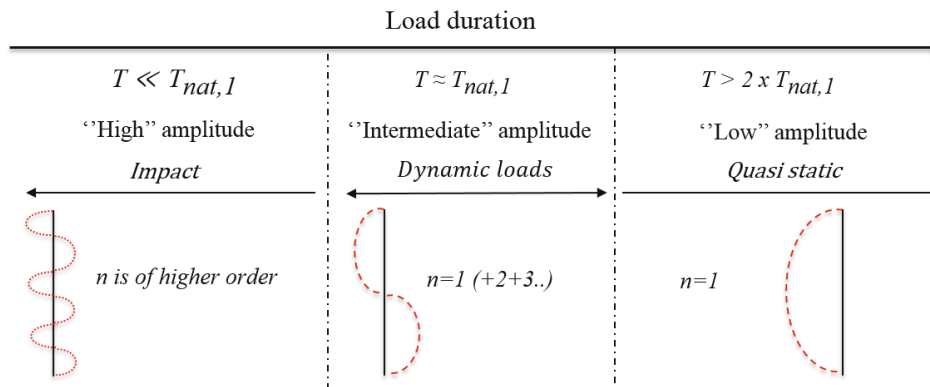 Load duration
T ≪ T_nat,1
‘’High’’ amplitude
Impact
n is of higher order
T ≈ T_nat,1
‘’Intermediate’’ amplitude
Dynamic loads
n=1 (+2+3..)
T > 2 x T_nat,1
‘’Low’’ amplitude
Quasi static
n=1